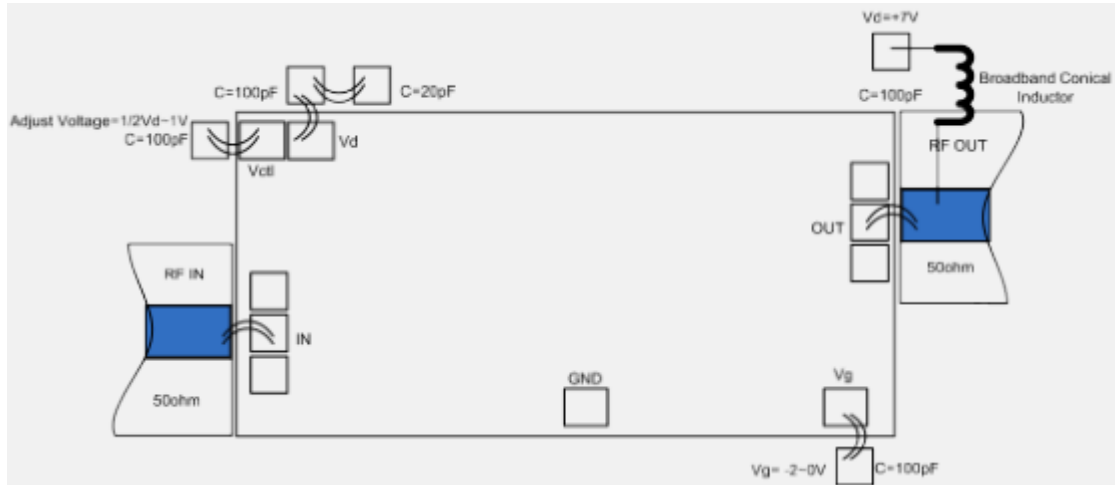 Vd=+7V
C=100pF
Broadband Conical
Inductor
C=100pF
C=20pF
Adjust Voltage=1/2Vd~1V
C=100pF
Vctl
Vd
RF OUT
OUT
50ohm
RF IN
IN
50ohm
GND
Vg
Vg= -2~0V
C=100pF